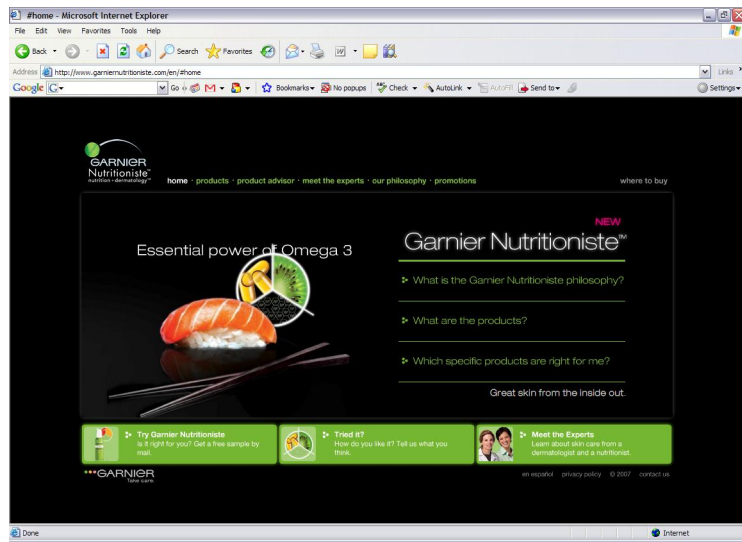 #home - Microsoft Internet Explorer
File Edit View Favorites Tools Help
Back Search Favorites
Address http://www.garniernutritioniste.com/en/#home Links
Google Go Bookmarks No popups Check AutoLink AutoFill Send to Settings
GARNIER
Nutritioniste™
nutrition + dermatology™
home · products · product advisor · meet the experts · our philosophy · promotions
where to buy
Essential power of Omega 3
NEW
Garnier Nutritioniste™
What is the Garnier Nutritioniste philosophy?
What are the products?
Which specific products are right for me?
Great skin from the inside out.
Try Garnier Nutritioniste
Is it right for you? Get a free sample by
mail.
Tried it?
How do you like it? Tell us what you
think.
Meet the Experts
Learn about skin care from a
dermatologist and a nutritionist.
GARNIER
Take care.
en español privacy policy © 2007 contact us
Done Internet